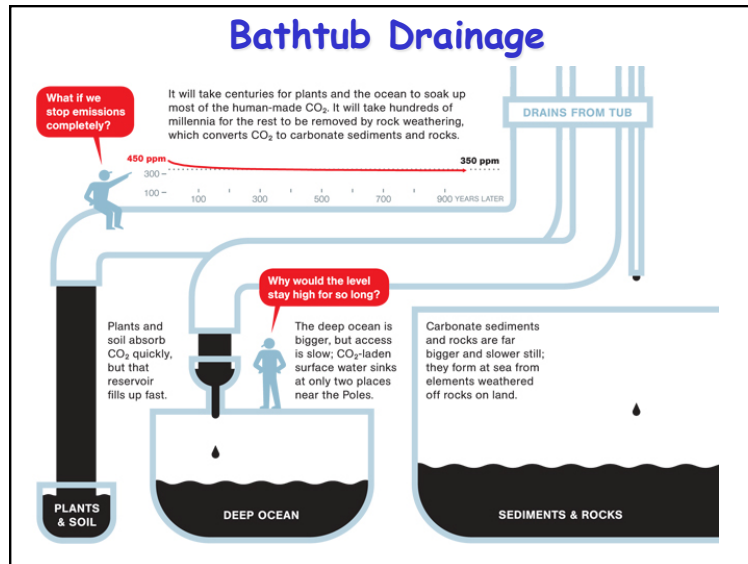 Bathtub Drainage
What if we
stop emissions
completely?
It will take centuries for plants and the ocean to soak up
most of the human-made CO₂. It will take hundreds of
millennia for the rest to be removed by rock weathering,
which converts CO₂ to carbonate sediments and rocks.
DRAINS FROM TUB
450 ppm
350 ppm
300
100
100 300 500 700 900 YEARS LATER
Why would the level
stay high for so long?
Plants and
soil absorb
CO₂ quickly,
but that
reservoir
fills up fast.
The deep ocean is
bigger, but access
is slow; CO₂-laden
surface water sinks
at only two places
near the Poles.
Carbonate sediments
and rocks are far
bigger and slower still;
they form at sea from
elements weathered
off rocks on land.
PLANTS
& SOIL
DEEP OCEAN
SEDIMENTS & ROCKS